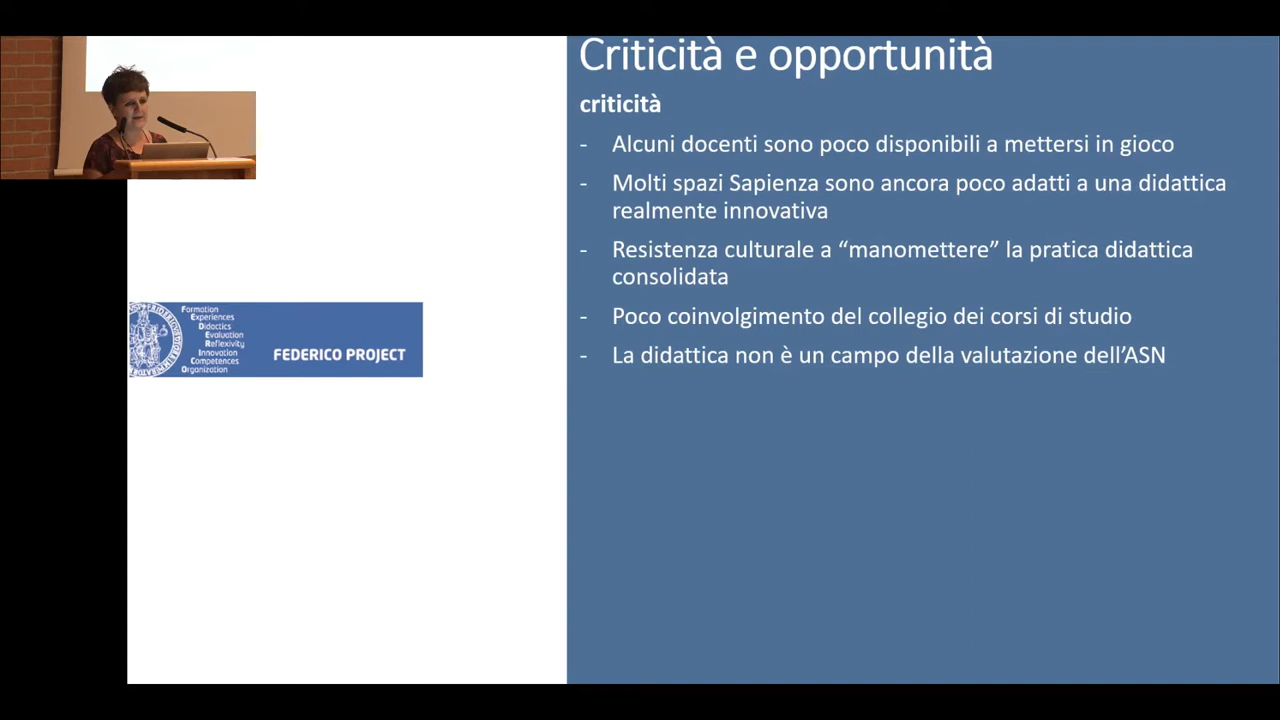 Criticità e opportunità
criticità
- Alcuni docenti sono poco disponibili a mettersi in gioco
- Molti spazi Sapienza sono ancora poco adatti a una didattica
realmente innovativa
- Resistenza culturale a “manomettere” la pratica didattica
consolidata
- Poco coinvolgimento del collegio dei corsi di studio
- La didattica non è un campo della valutazione dell’ASN
Formation
Experiences
Didactics
Evaluation
Reflexivity
Innovation
Competences
Organization
FEDERICO PROJECT